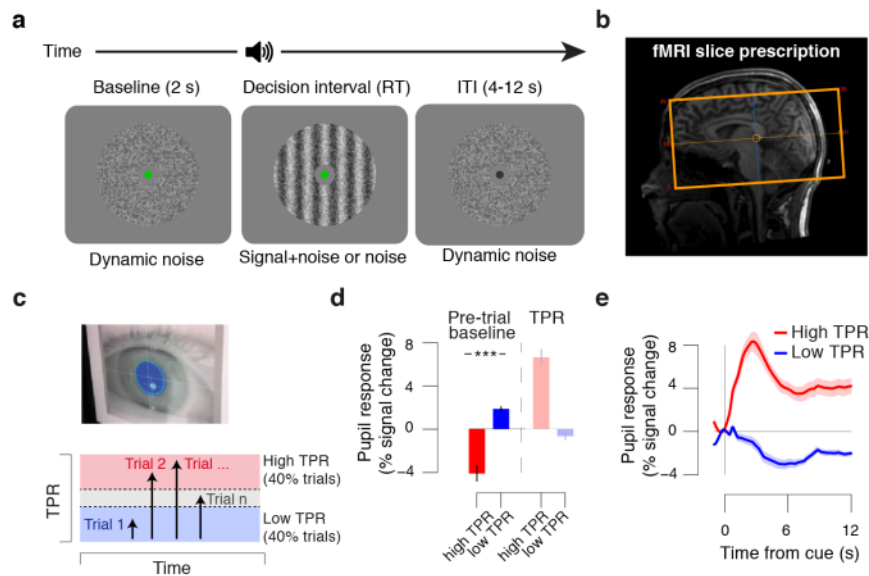 a
Time
Baseline (2 s)
Decision interval (RT)
ITI (4-12 s)
Dynamic noise
Signal+noise or noise
Dynamic noise
b
fMRI slice prescription
c
TPR
Trial 1
Trial 2
Trial ...
Trial n
High TPR
(40% trials)
Low TPR
(40% trials)
Time
d
Pre-trial
baseline
TPR
***
Pupil response
(% signal change)
8
4
0
−4
high TPR
low TPR
high TPR
low TPR
e
High TPR
Low TPR
Pupil response
(% signal change)
8
4
0
−4
0
6
12
Time from cue (s)